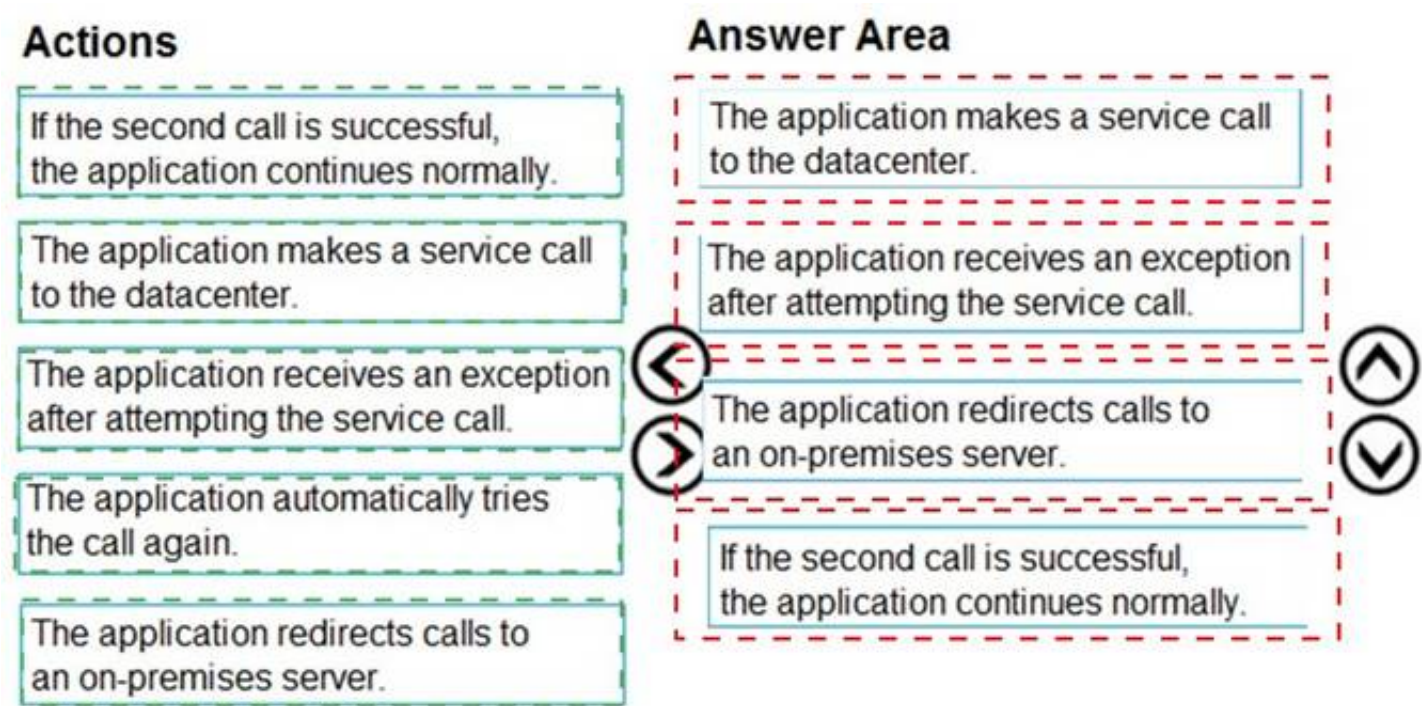 Actions
If the second call is successful,
the application continues normally.
The application makes a service call
to the datacenter.
The application receives an exception
after attempting the service call.
The application automatically tries
the call again.
The application redirects calls to
an on-premises server.
Answer Area
The application makes a service call
to the datacenter.
The application receives an exception
after attempting the service call.
The application redirects calls to
an on-premises server.
If the second call is successful,
the application continues normally.